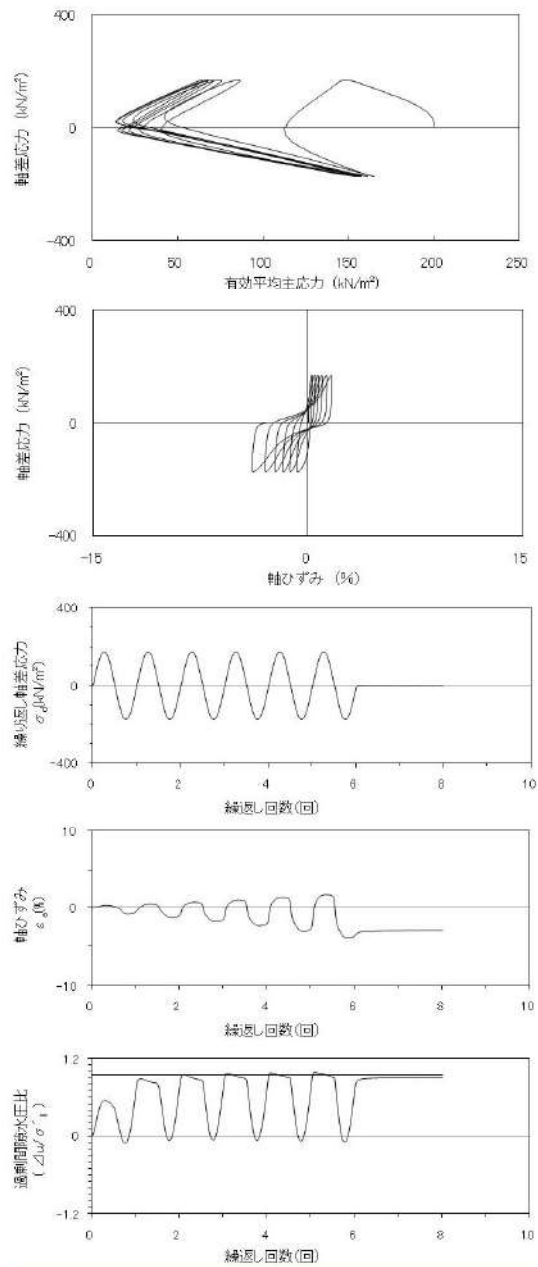 400
0
-400
軸差応力 (kN/m²)
0 50 100 150 200 250
有効平均主応力 (kN/m²)
400
0
-400
軸差応力 (kN/m²)
-15 0 15
軸ひずみ (%)
400
0
-400
繰り返し軸差応力
σd(kN/m²)
0 2 4 6 8 10
繰返し回数(回)
10
0
-10
軸ひずみ
εa(%)
0 2 4 6 8 10
繰返し回数(回)
1.2
0
-1.2
過剰間隙水圧比
0 2 4 6 8 10
繰返し回数(回)